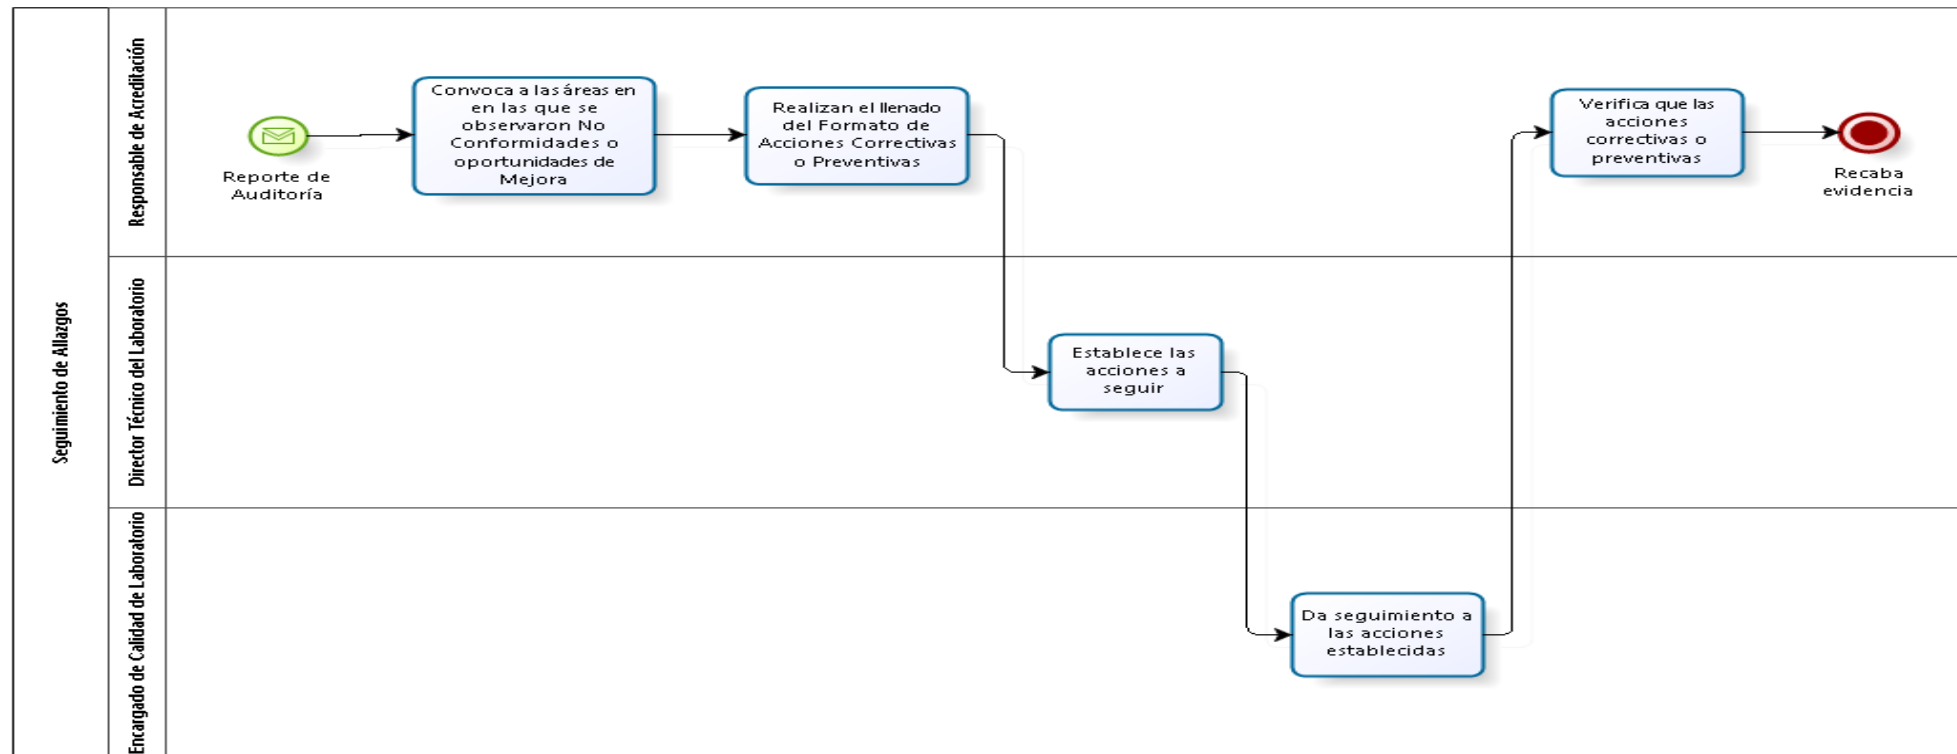 Seguimiento de Allazgos
Responsable de Acreditación
Reporte de
Auditoría
Convoca a las áreas en
en las que se
observaron No
Conformidades o
oportunidades de
Mejora
Realizan el llenado
del Formato de
Acciones Correctivas
o Preventivas
Verifica que las
acciones
correctivas o
preventivas
Recaba
evidencia
Director Técnico del Laboratorio
Establece las
acciones a
seguir
Encargado de Calidad de Laboratorio
Da seguimiento a
las acciones
establecidas